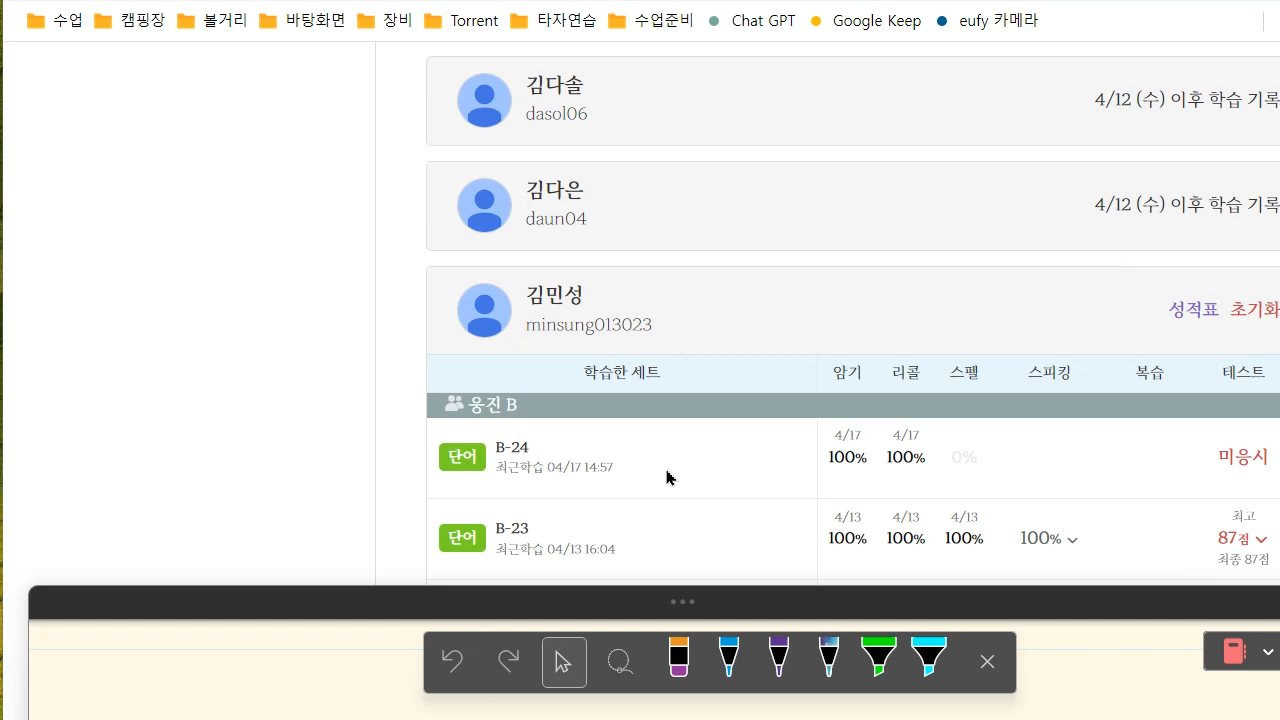 수업 캠핑장 볼거리 바탕화면 장비 Torrent 타자연습 수업준비 Chat GPT Google Keep eufy 카메라
김다솔
dasol06
4/12 (수) 이후 학습 기록
김다은
daun04
4/12 (수) 이후 학습 기록
김민성
minsung013023
성적표 초기화
학습한 세트 암기 리콜 스펠 스피킹 복습 테스트
웅진 B
단어 B-24
최근학습 04/17 14:57
4/17 4/17
100% 100% 0%
미응시
단어 B-23
최근학습 04/13 16:04
4/13 4/13 4/13
100% 100% 100% 100%
최고
87점
최종 87점